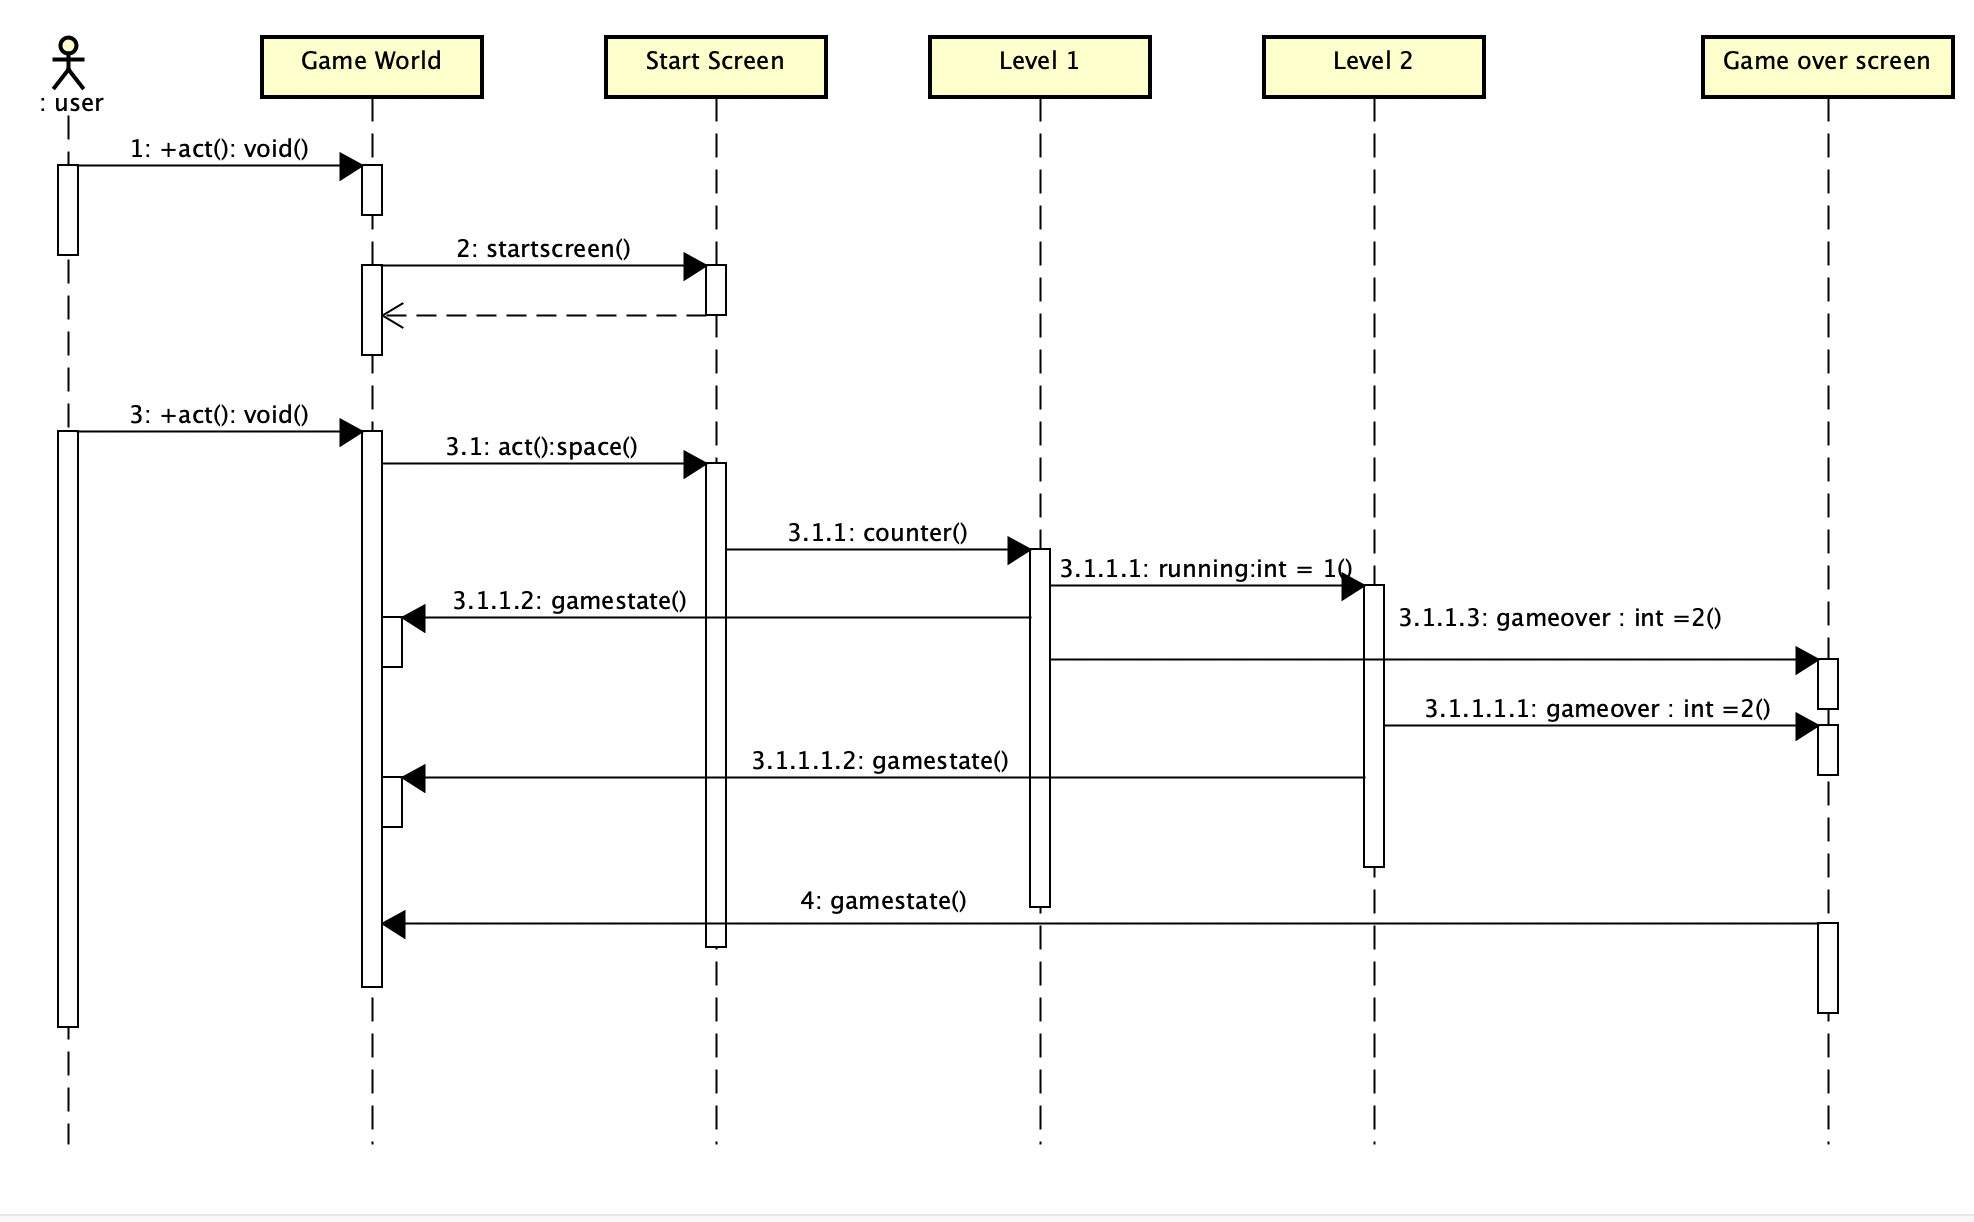 : user
Game World
Start Screen
Level 1
Level 2
Game over screen
1: +act(): void()
2: startscreen()
3: +act(): void()
3.1: act():space()
3.1.1: counter()
3.1.1.1: running:int = 1()
3.1.1.2: gamestate()
3.1.1.3: gameover : int =2()
3.1.1.1.1: gameover : int =2()
3.1.1.1.2: gamestate()
4: gamestate()